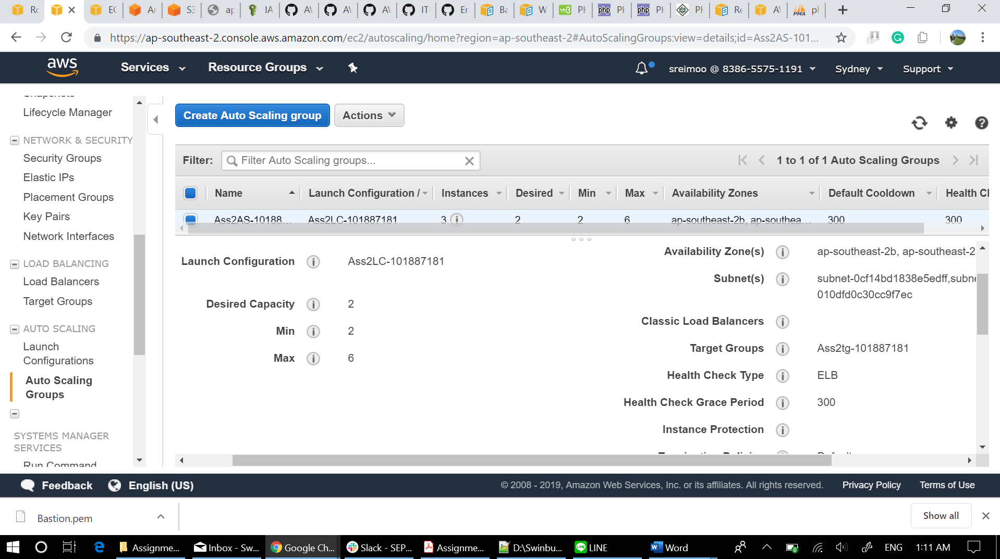 Ro
EC
Ar
S3
ap
IA
AV
AV
AV
IT
Er
Ba
W
PH
PH
PH
PH
Re
AV
ph
https://ap-southeast-2.console.aws.amazon.com/ec2/autoscaling/home?region=ap-southeast-2#AutoScalingGroups:view=details;id=Ass2AS-101...
aws Services Resource Groups sreimoo @ 8386-5575-1191 Sydney Support
Snapshots
Lifecycle Manager
NETWORK & SECURITY
Security Groups
Elastic IPs
Placement Groups
Key Pairs
Network Interfaces
LOAD BALANCING
Load Balancers
Target Groups
AUTO SCALING
Launch
Configurations
Auto Scaling
Groups
SYSTEMS MANAGER
SERVICES
Run Command
Create Auto Scaling group Actions
Filter: Filter Auto Scaling groups... 1 to 1 of 1 Auto Scaling Groups
Name Launch Configuration / Instances Desired Min Max Availability Zones Default Cooldown Health Cl
Ass2AS-10188... Ass2LC-101887181 3 2 2 6 ap-southeast-2b, ap-southea... 300 300
Launch Configuration Ass2LC-101887181
Desired Capacity 2
Min 2
Max 6
Availability Zone(s) ap-southeast-2b, ap-southeast-2
Subnet(s) subnet-0cf14bd1838e5edff,subne
010dfd0c30cc9f7ec
Classic Load Balancers
Target Groups Ass2tg-101887181
Health Check Type ELB
Health Check Grace Period 300
Instance Protection
Termination Policies Default
Feedback English (US) © 2008 - 2019, Amazon Web Services, Inc. or its affiliates. All rights reserved. Privacy Policy Terms of Use
Bastion.pem Show all
Assignme... Inbox - Sw... Google Ch... Slack - SEP... Assignme... D:\Swinbu... LINE Word ENG 1:11 AM